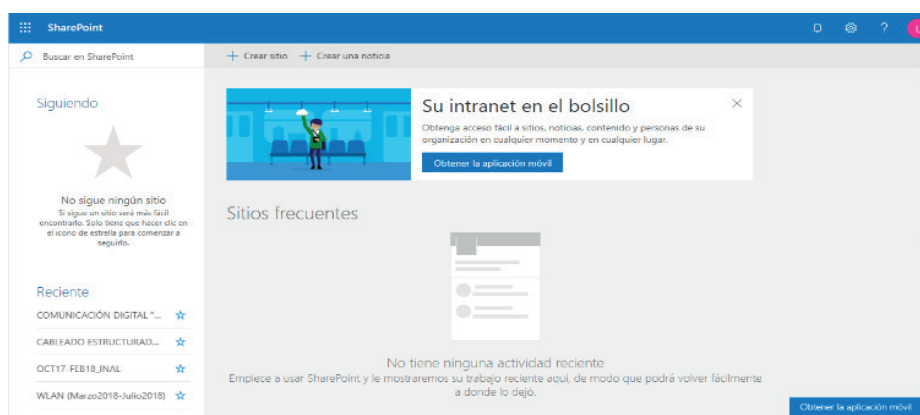 SharePoint
?
Buscar en SharePoint
+ Crear sitio + Crear una noticia
Siguiendo
No sigue ningún sitio
Si sigue un sitio será más fácil
encontrarlo. Solo tiene que hacer clic en
el icono de estrella para comenzar a
seguirlo.
Reciente
COMUNICACIÓN DIGITAL "...
CABLEADO ESTRUCTURAD...
OCT17-FEB18_INAL
WLAN (Marzo2018-Julio2018)
Su intranet en el bolsillo
Obtenga acceso fácil a sitios, noticias, contenido y personas de su
organización en cualquier momento y en cualquier lugar.
Obtener la aplicación móvil
Sitios frecuentes
No tiene ninguna actividad reciente
Empiece a usar SharePoint y le mostraremos su trabajo reciente aquí, de modo que podrá volver fácilmente
a donde lo dejó.
Obtener la aplicación móvil